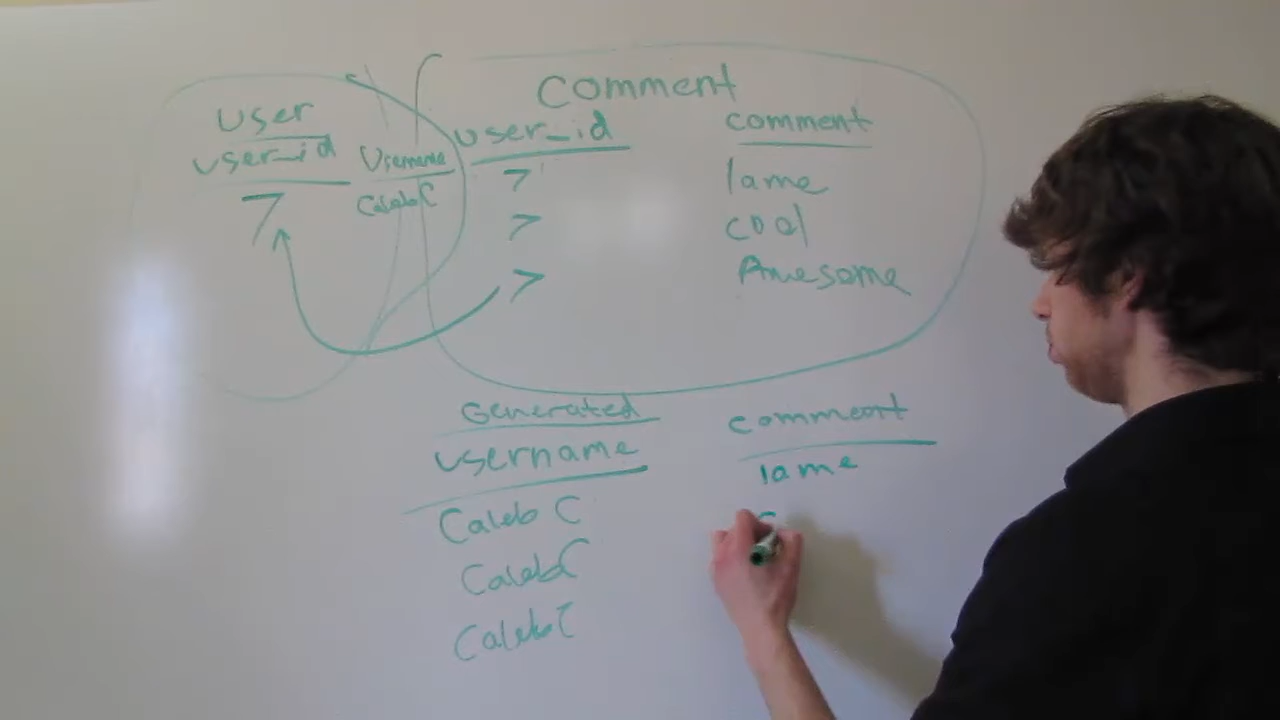 User
user_id Username
7 CalebC
Comment
user_id comment
7 lame
7 cool
7 Awesome
Generated
username comment
Caleb C lame
CalebC c
CalebC